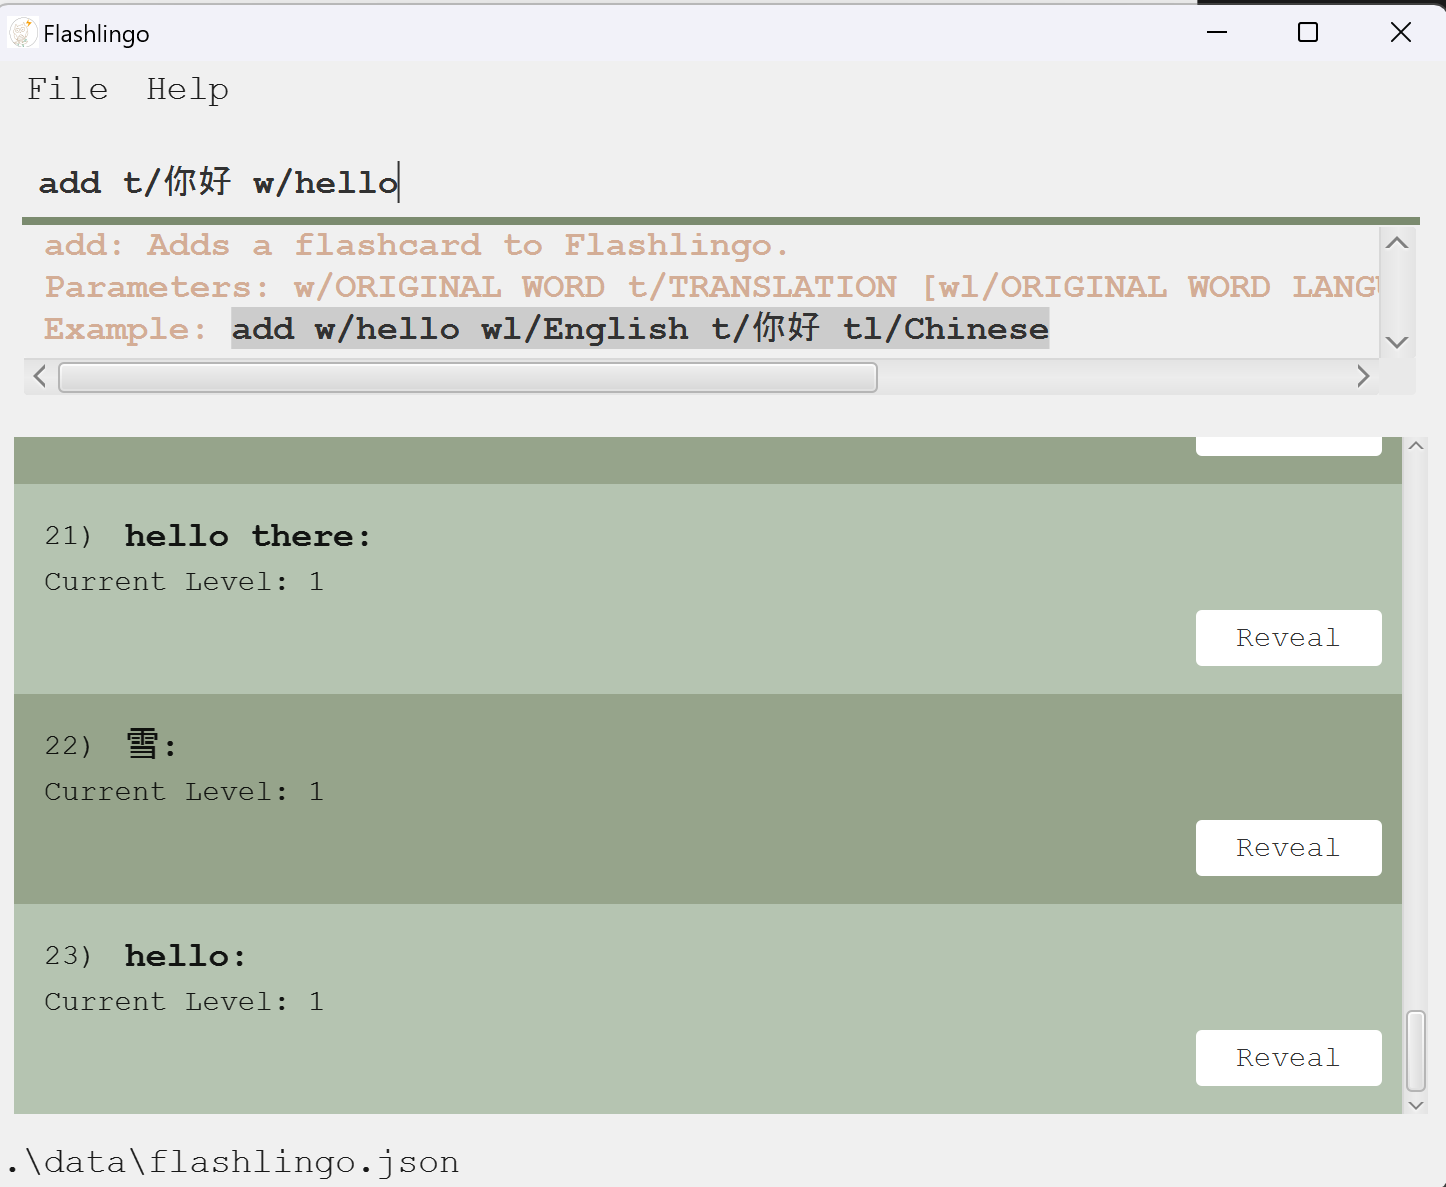 Flashlingo
File Help
add t/你好 w/hello
add: Adds a flashcard to Flashlingo.
Parameters: w/ORIGINAL WORD t/TRANSLATION [wl/ORIGINAL WORD
Example: add w/hello wl/English t/你好 tl/Chinese
21) hello there:
Current Level: 1
Reveal
22) 雪:
Current Level: 1
Reveal
23) hello:
Current Level: 1
Reveal
.\data\flashlingo.json